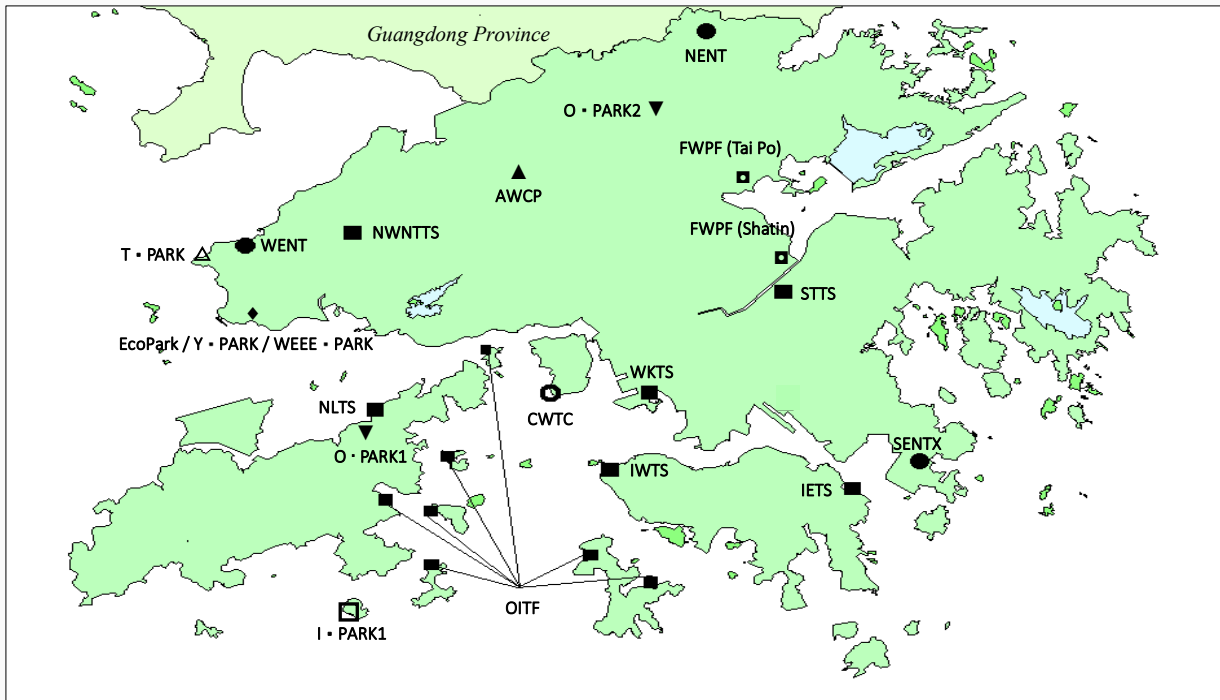 Guangdong Province
NENT
O · PARK2
FWPF (Tai Po)
AWCP
FWPF (Shatin)
NWNTTS
WENT
T · PARK
STTS
EcoPark / Y · PARK / WEEE · PARK
WKTS
NLTS
CWTC
O · PARK1
SENTX
IWTS
IETS
OITF
I · PARK1